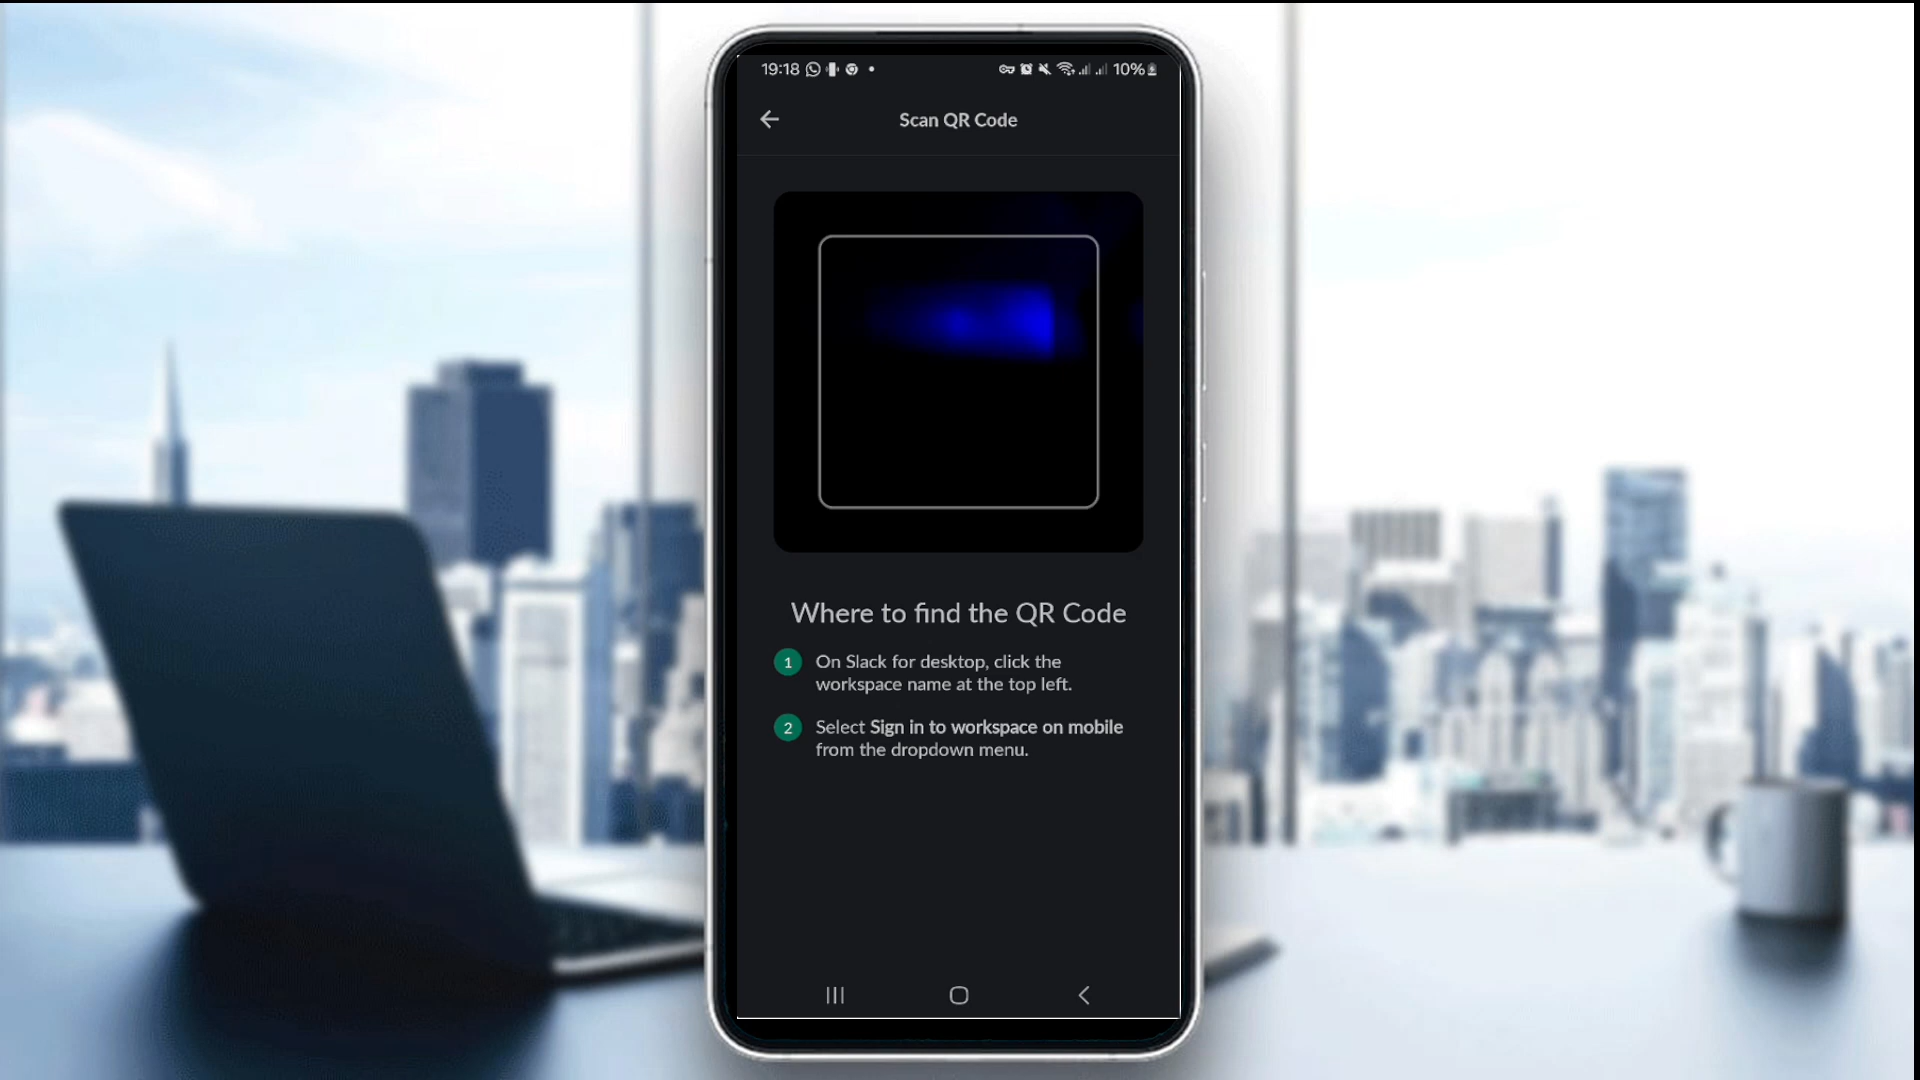 19:18
10%
Scan QR Code
Where to find the QR Code
1 On Slack for desktop, click the
workspace name at the top left.
2 Select Sign in to workspace on mobile
from the dropdown menu.